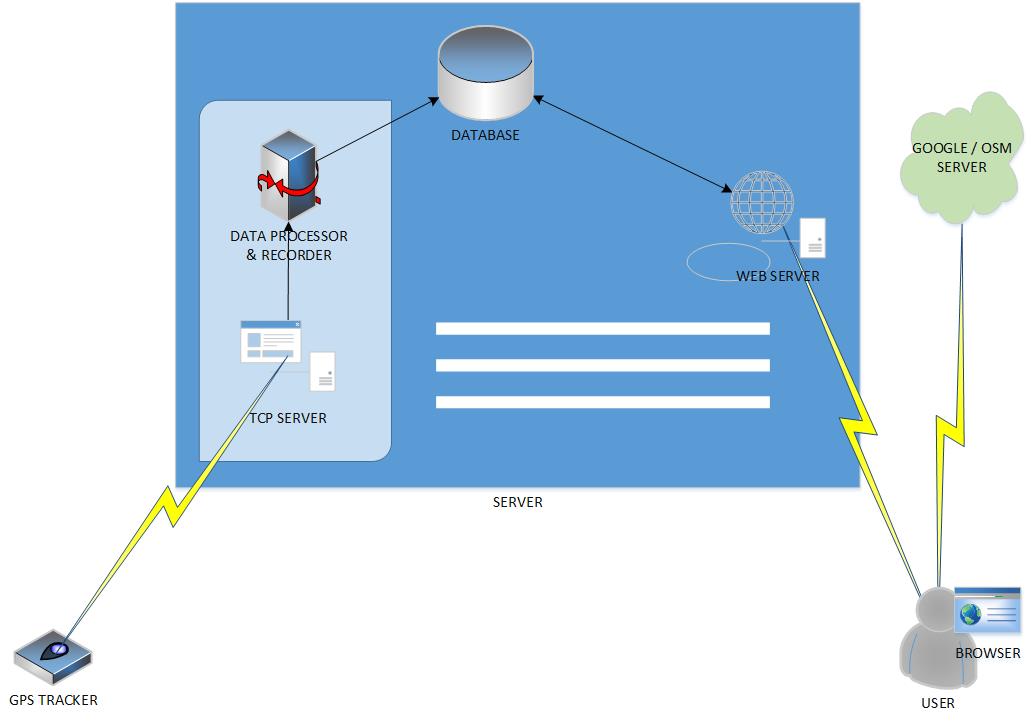 DATABASE
GOOGLE / OSM
SERVER
DATA PROCESSOR
& RECORDER
WEB SERVER
TCP SERVER
SERVER
BROWSER
GPS TRACKER
USER